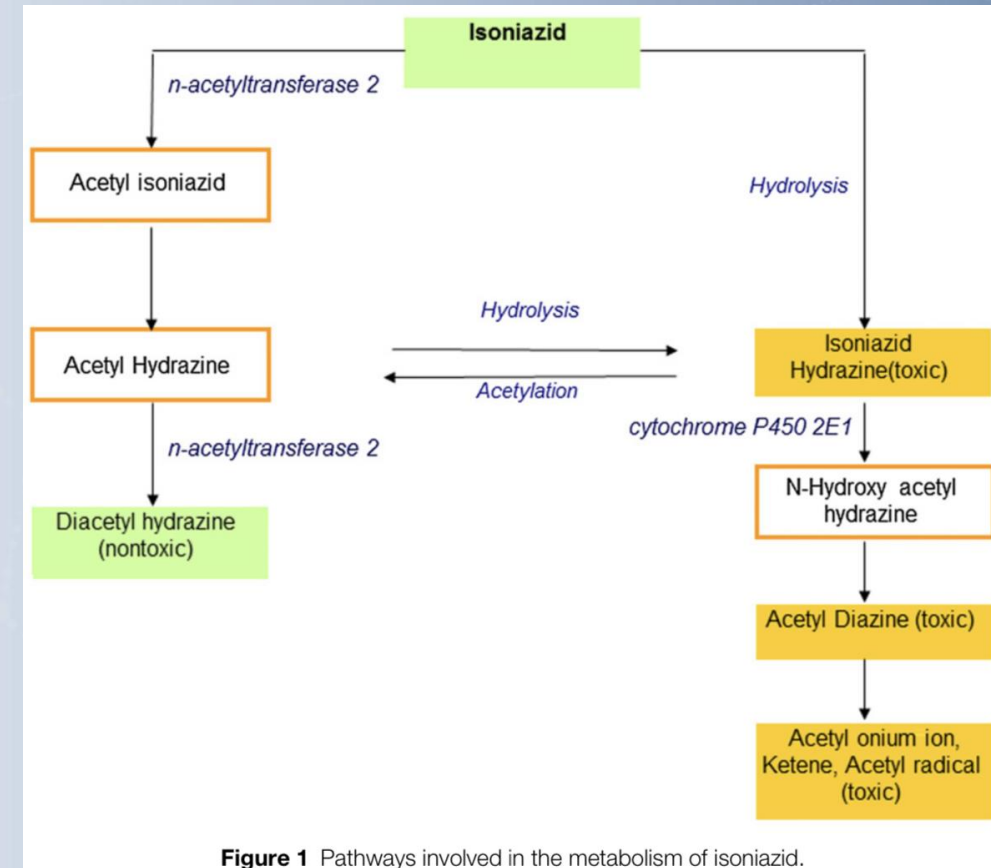 Isoniazid
n-acetyltransferase 2
Acetyl isoniazid
Hydrolysis
Hydrolysis
Acetyl Hydrazine
Acetylation
Isoniazid
Hydrazine(toxic)
n-acetyltransferase 2
cytochrome P450 2E1
Diacetyl hydrazine
(nontoxic)
N-Hydroxy acetyl
hydrazine
Acetyl Diazine (toxic)
Acetyl onium ion,
Ketene, Acetyl radical
(toxic)
Figure 1 Pathways involved in the metabolism of isoniazid.